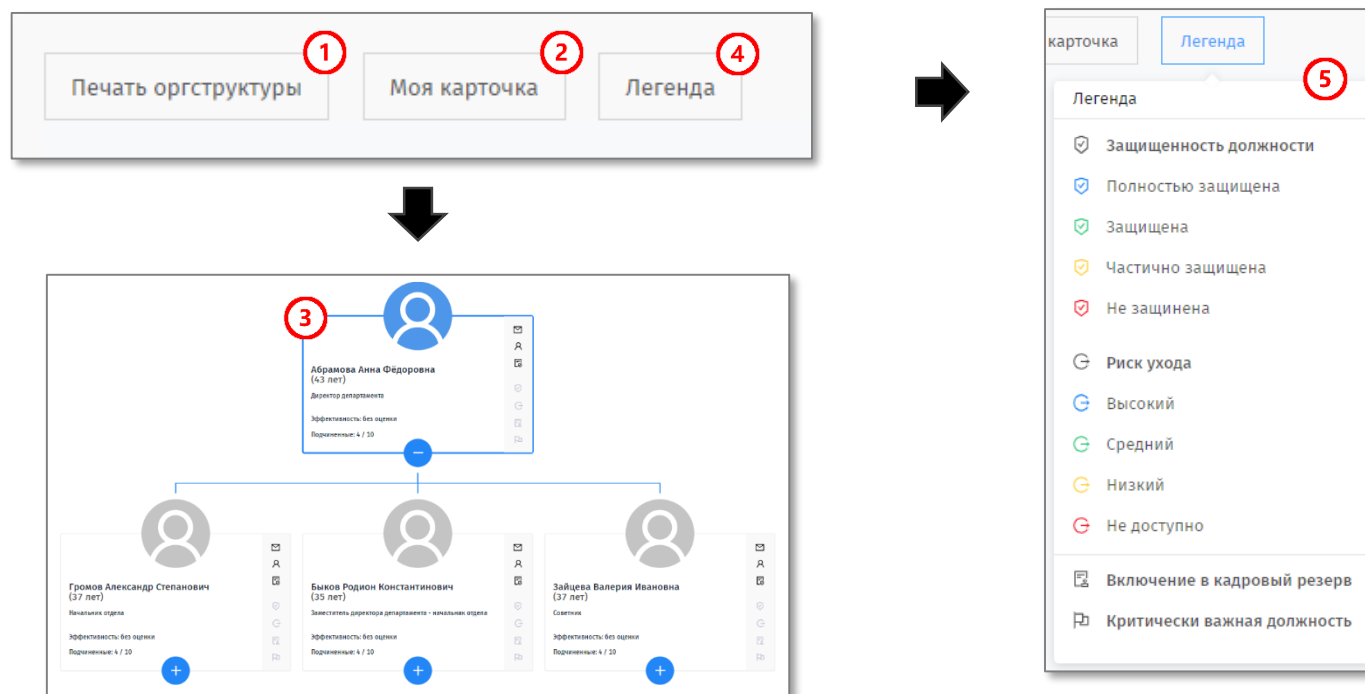 1
2
4
Печать оргструктуры
Моя карточка
Легенда
3
Абрамова Анна Фёдоровна
(43 лет)
Директор департамента
Эффективность: без оценки
Подчиненные: 4 / 10
Громов Александр Степанович
(37 лет)
Начальник отдела
Эффективность: без оценки
Подчиненные: 4 / 10
Быков Родион Константинович
(35 лет)
Заместитель директора департамента - начальник отдела
Эффективность: без оценки
Подчиненные: 4 / 10
Зайцева Валерия Ивановна
(37 лет)
Советник
Эффективность: без оценки
Подчиненные: 4 / 10
карточка
Легенда
5
Легенда
Защищенность должности
Полностью защищена
Защищена
Частично защищена
Не защинена
Риск ухода
Высокий
Средний
Низкий
Не доступно
Включение в кадровый резерв
Критически важная должность